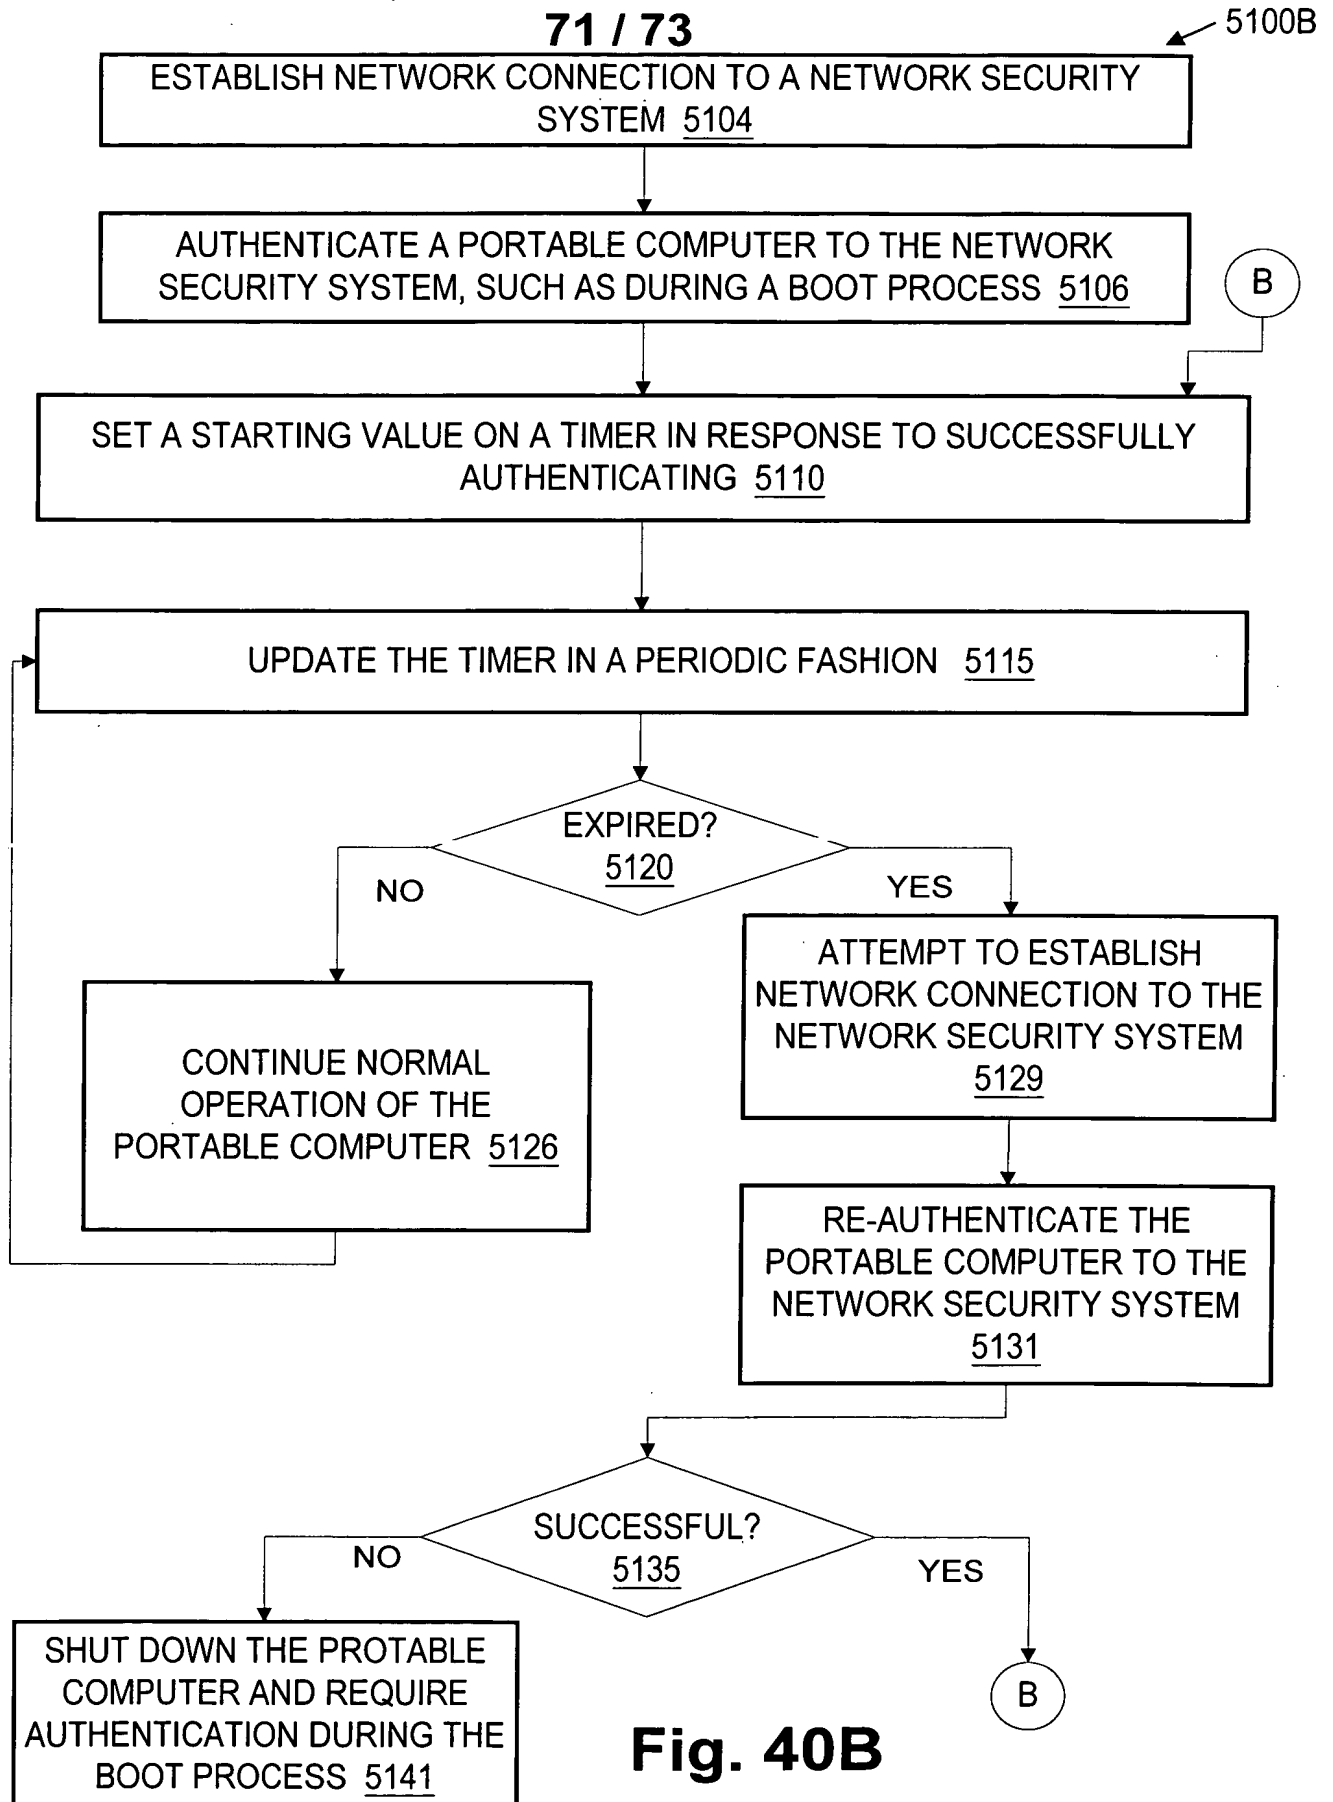 71 / 73
5100B
ESTABLISH NETWORK CONNECTION TO A NETWORK SECURITY
SYSTEM 5104
AUTHENTICATE A PORTABLE COMPUTER TO THE NETWORK
SECURITY SYSTEM, SUCH AS DURING A BOOT PROCESS 5106
B
SET A STARTING VALUE ON A TIMER IN RESPONSE TO SUCCESSFULLY
AUTHENTICATING 5110
UPDATE THE TIMER IN A PERIODIC FASHION 5115
EXPIRED?
5120
NO
YES
CONTINUE NORMAL
OPERATION OF THE
PORTABLE COMPUTER 5126
ATTEMPT TO ESTABLISH
NETWORK CONNECTION TO THE
NETWORK SECURITY SYSTEM
5129
RE-AUTHENTICATE THE
PORTABLE COMPUTER TO THE
NETWORK SECURITY SYSTEM
5131
SUCCESSFUL?
5135
NO
YES
SHUT DOWN THE PROTABLE
COMPUTER AND REQUIRE
AUTHENTICATION DURING THE
BOOT PROCESS 5141
B
Fig. 40B